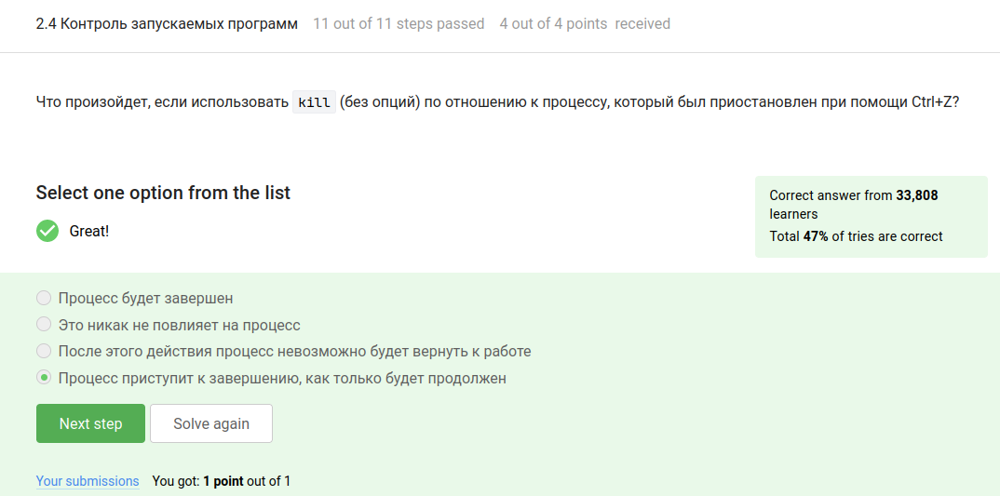 2.4 Контроль запускаемых программ 11 out of 11 steps passed 4 out of 4 points received
Что произойдет, если использовать kill (без опций) по отношению к процессу, который был приостановлен при помощи Ctrl+Z?
Select one option from the list
Great!
Correct answer from 33,808
learners
Total 47% of tries are correct
Процесс будет завершен
Это никак не повлияет на процесс
После этого действия процесс невозможно будет вернуть к работе
Процесс приступит к завершению, как только будет продолжен
Next step Solve again
Your submissions You got: 1 point out of 1